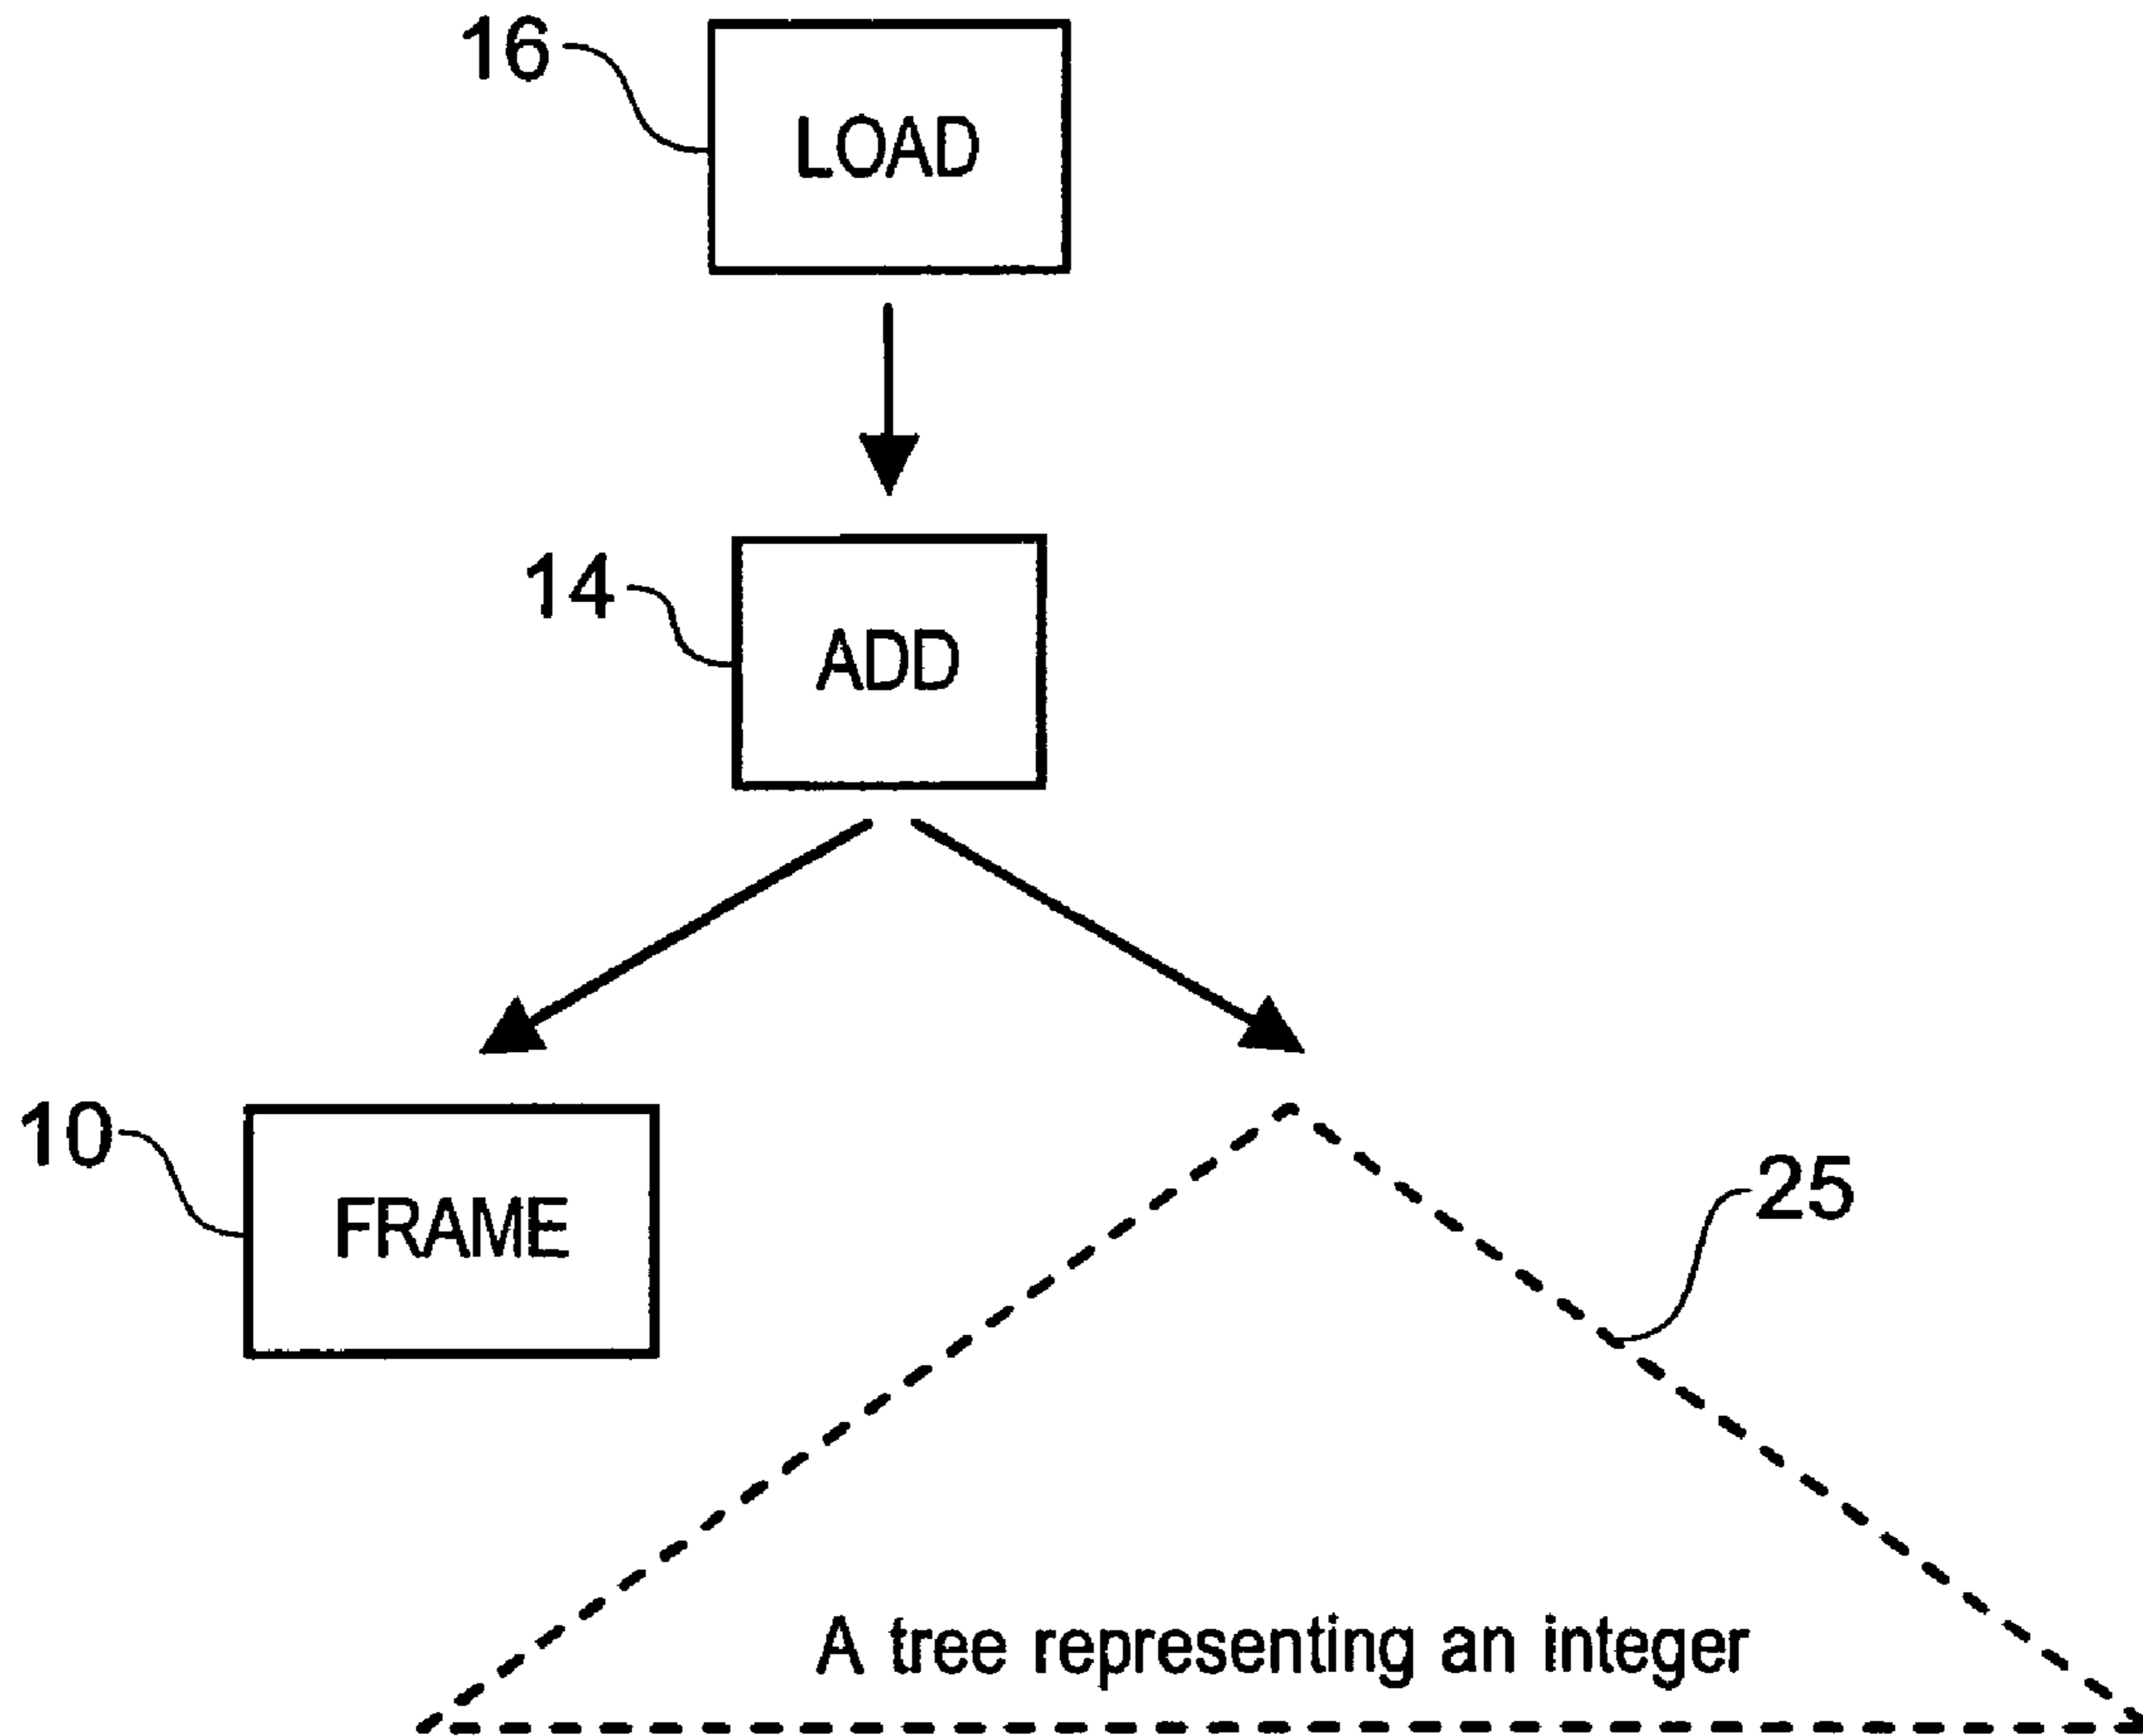 16
LOAD
14
ADD
10
FRAME
25
A tree representing an integer